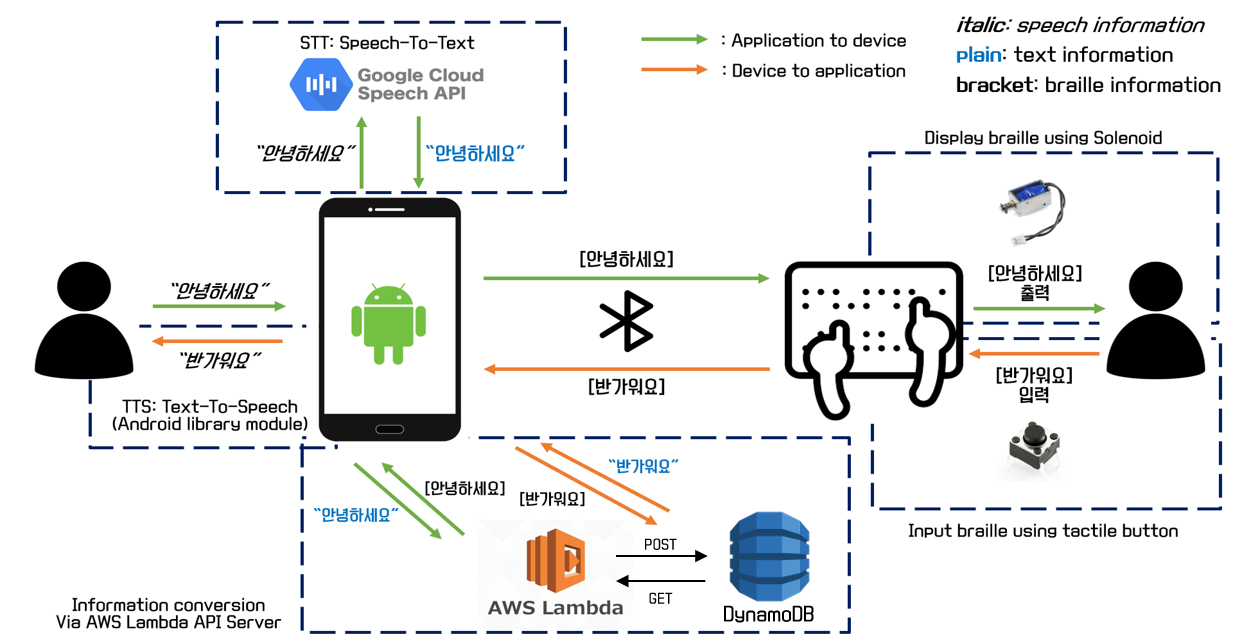 STT: Speech-To-Text
Google Cloud
Speech API
“안녕하세요”
“안녕하세요”
: Application to device
: Device to application
italic: speech information
plain: text information
bracket: braille information
Display braille using Solenoid
“안녕하세요”
“반가워요”
TTS: Text-To-Speech
(Android library module)
[안녕하세요]
[반가워요]
[안녕하세요]
출력
[반가워요]
입력
Input braille using tactile button
“안녕하세요”
[안녕하세요]
[반가워요]
“반가워요”
POST
GET
AWS Lambda
DynamoDB
Information conversion
Via AWS Lambda API Server